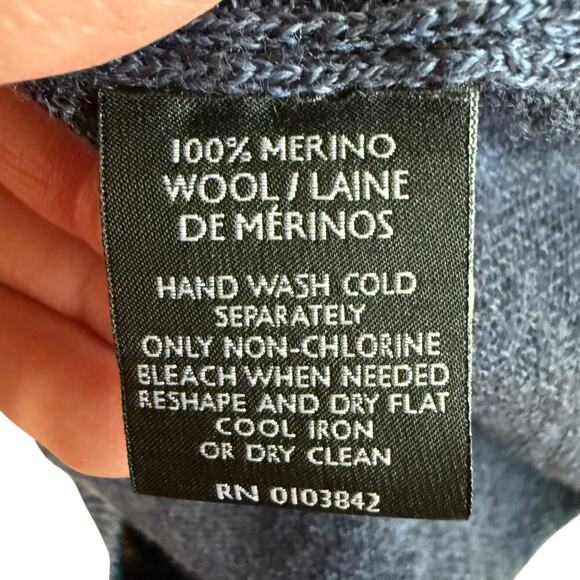 100% MERINO
WOOL / LAINE
DE MÉRINOS
HAND WASH COLD
SEPARATELY
ONLY NON-CHLORINE
BLEACH WHEN NEEDED
RESHAPE AND DRY FLAT
COOL IRON
OR DRY CLEAN
RN 0103842